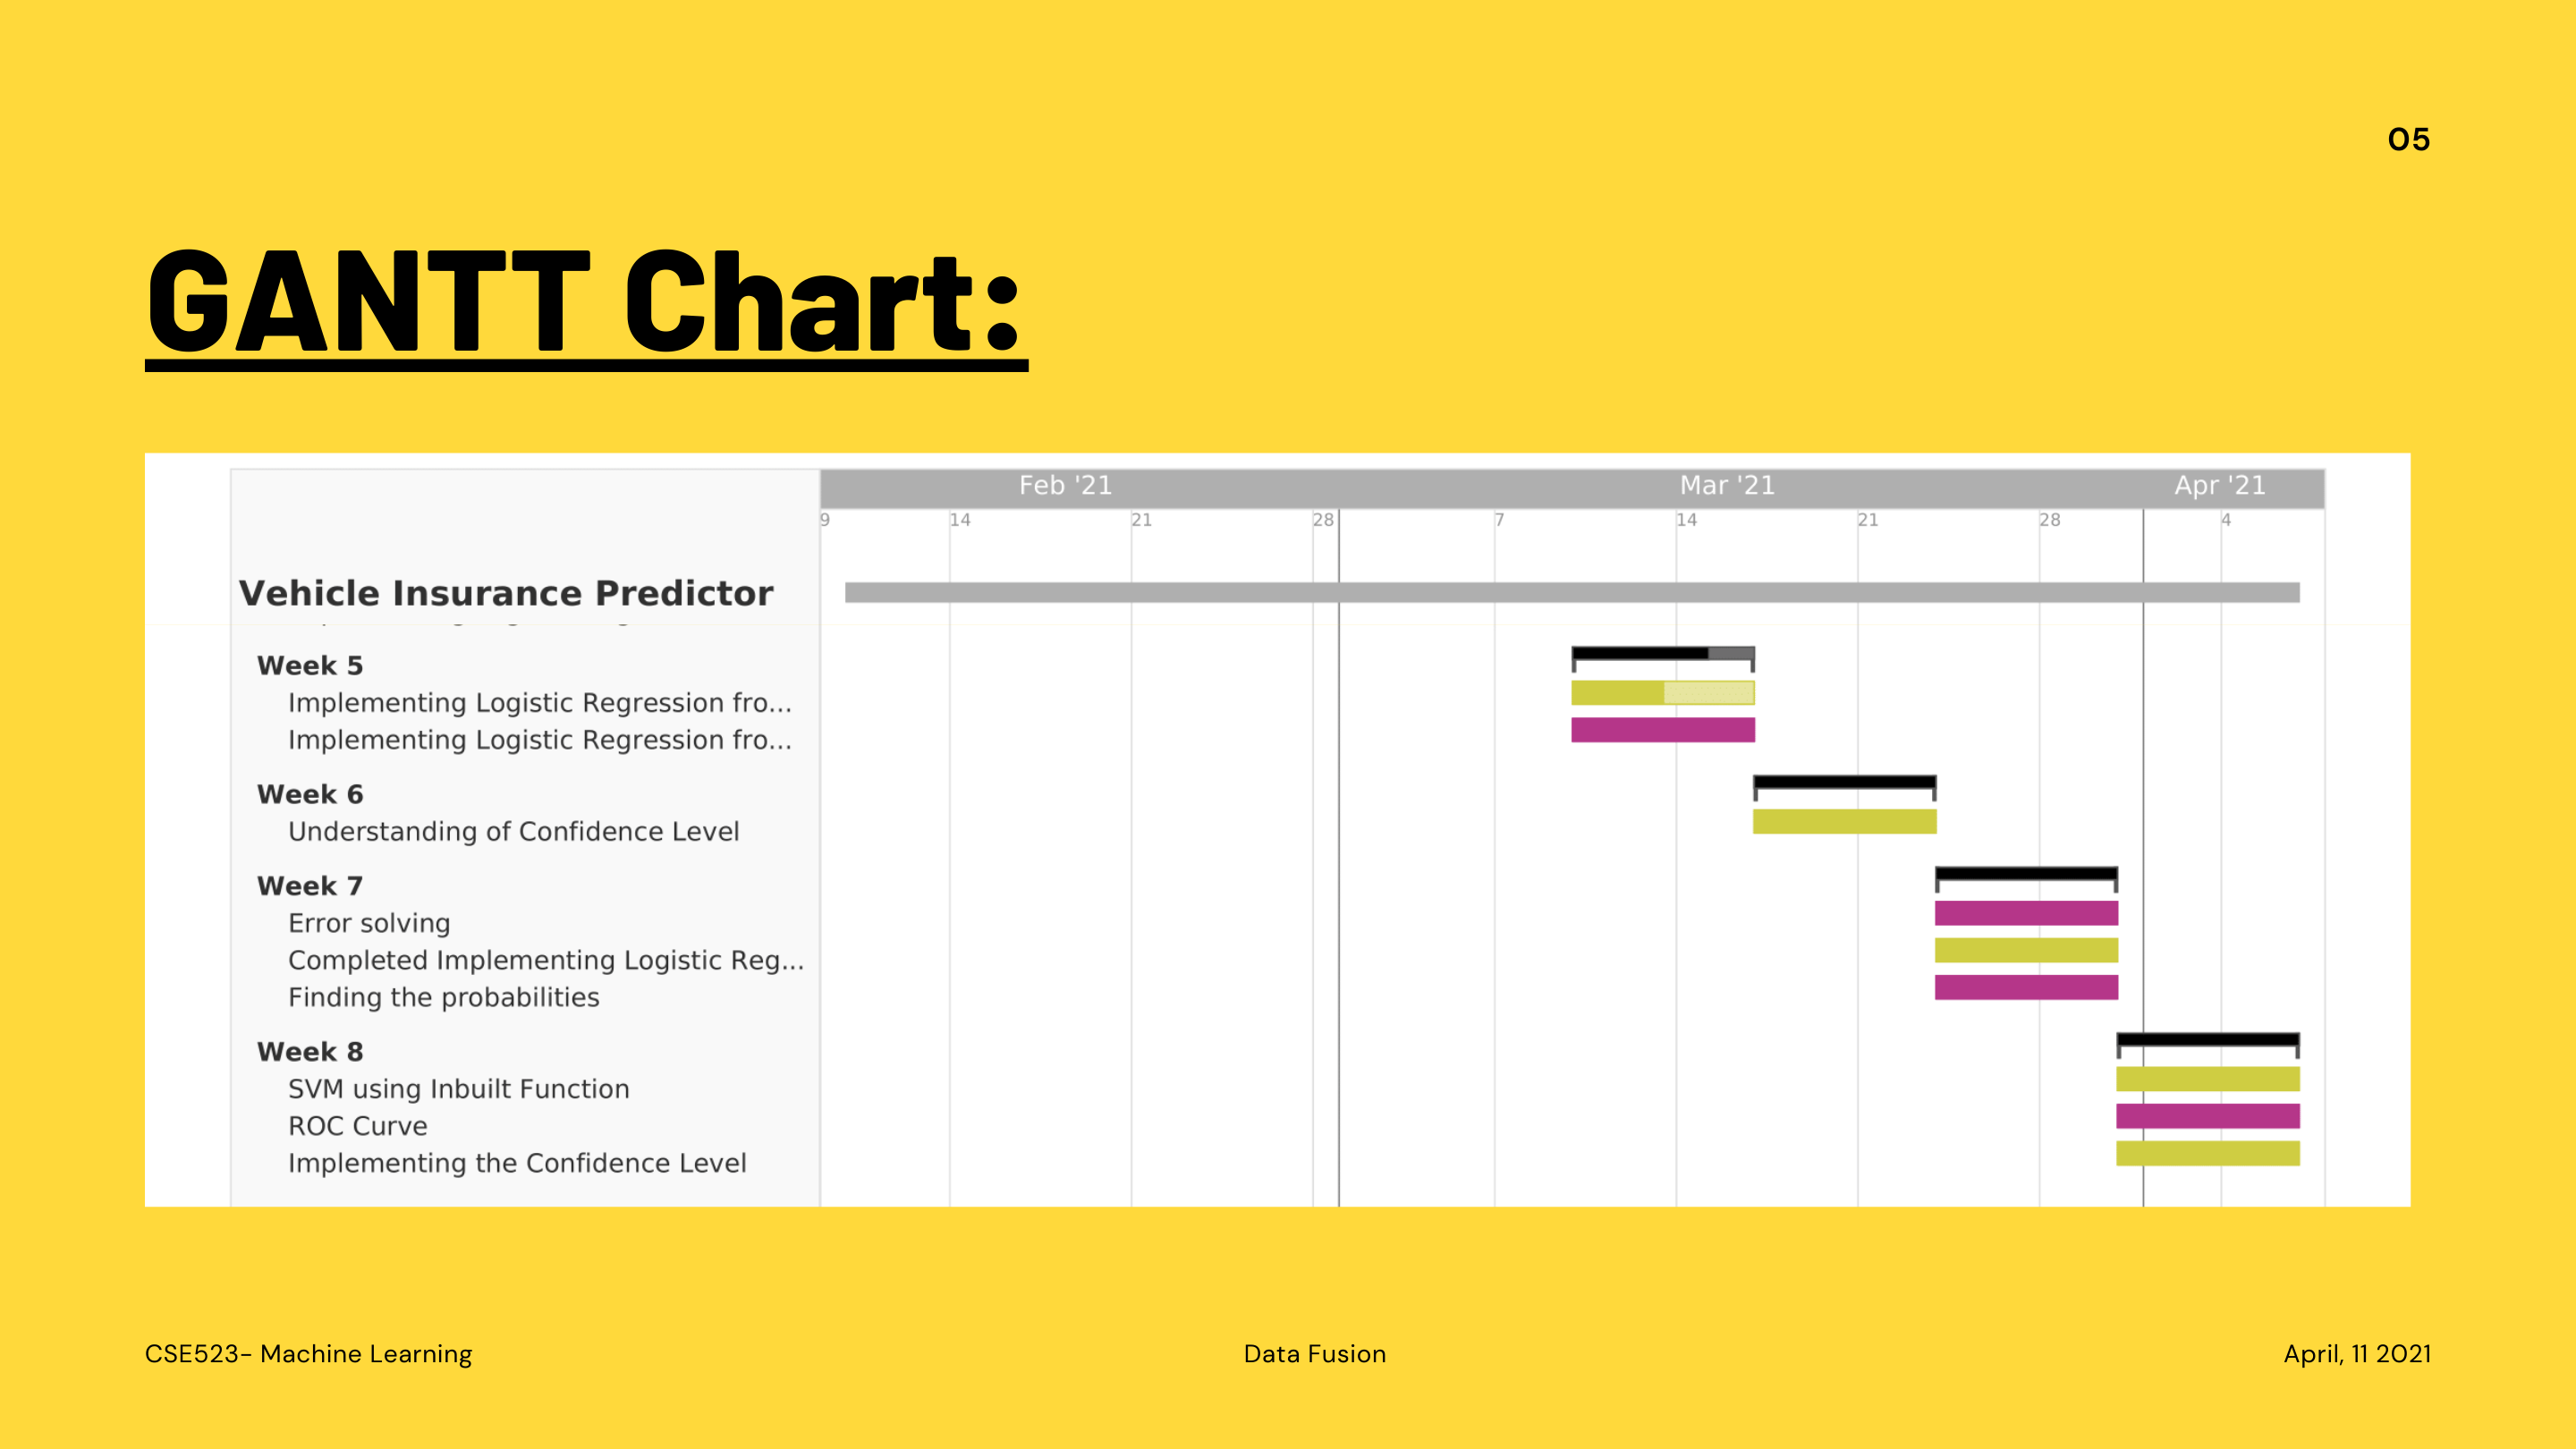 05
GANTT Chart:
Feb '21 Mar '21 Apr '21
9 14 21 28 7 14 21 28 4
Vehicle Insurance Predictor
Week 5
Implementing Logistic Regression fro...
Implementing Logistic Regression fro...
Week 6
Understanding of Confidence Level
Week 7
Error solving
Completed Implementing Logistic Reg...
Finding the probabilities
Week 8
SVM using Inbuilt Function
ROC Curve
Implementing the Confidence Level
CSE523- Machine Learning Data Fusion April, 11 2021